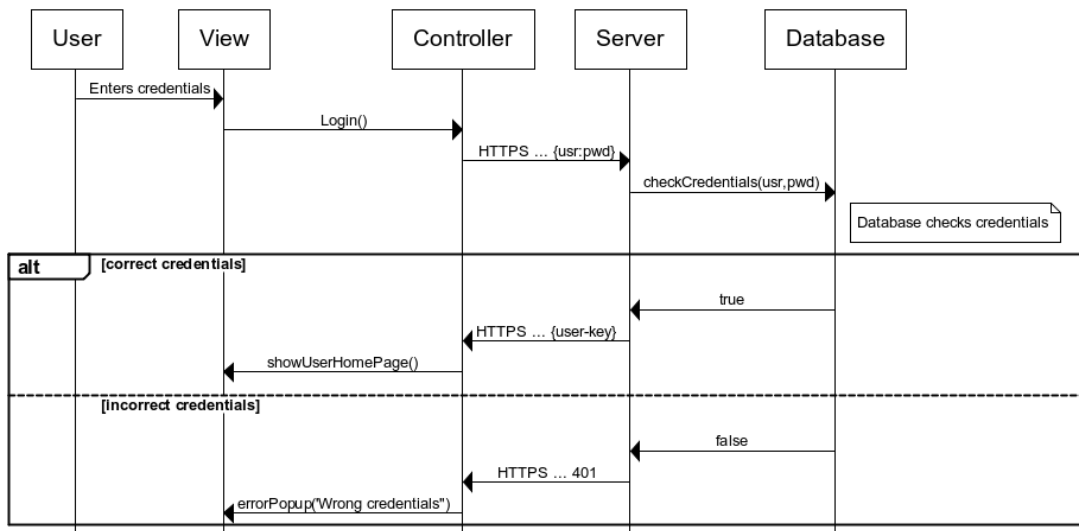 User
View
Controller
Server
Database
Enters credentials
Login()
HTTPS ... {usr:pwd}
checkCredentials(usr,pwd)
Database checks credentials
alt
[correct credentials]
true
HTTPS ... {user-key}
showUserHomePage()
[incorrect credentials]
false
HTTPS ... 401
errorPopup("Wrong credentials")